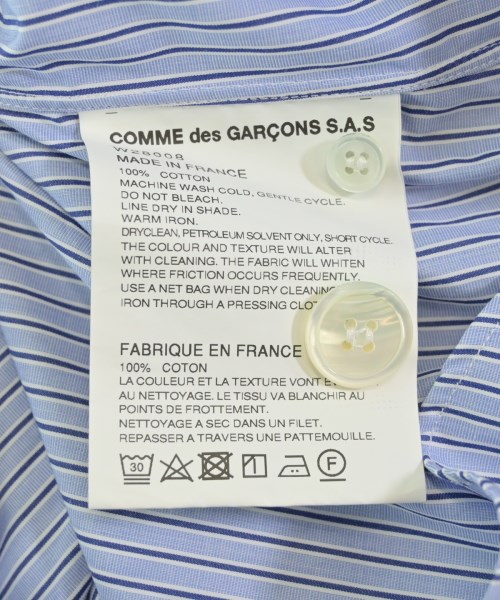 COMME des GARÇONS S.A.S
W28008
MADE IN FRANCE
100% COTTON
MACHINE WASH COLD, GENTLE CYCLE.
DO NOT BLEACH.
LINE DRY IN SHADE.
WARM IRON.
DRYCLEAN, PETROLEUM SOLVENT ONLY, SHORT CYCLE.
THE COLOUR AND TEXTURE WILL ALTER
WITH CLEANING. THE FABRIC WILL WHITEN
WHERE FRICTION OCCURS FREQUENTLY.
USE A NET BAG WHEN DRY CLEANING
IRON THROUGH A PRESSING
FABRIQUE EN FRANCE
100% COTON
LA COULEUR ET LA TEXTURE VONT
AU NETTOYAGE. LE TISSU VA BLANCHIR AU
POINTS DE FROTTEMENT.
NETTOYAGE A SEC DANS UN FILET.
REPASSER A TRAVERS UNE PATTEMOUILLE.
30 F